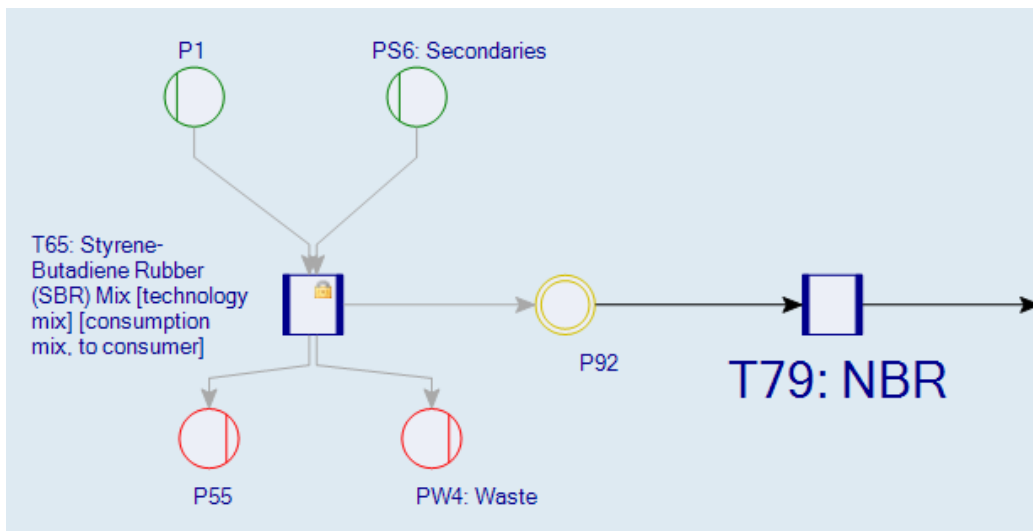 P1
PS6: Secondaries
T65: Styrene-
Butadiene Rubber
(SBR) Mix [technology
mix] [consumption
mix, to consumer]
P92
T79: NBR
P55
PW4: Waste